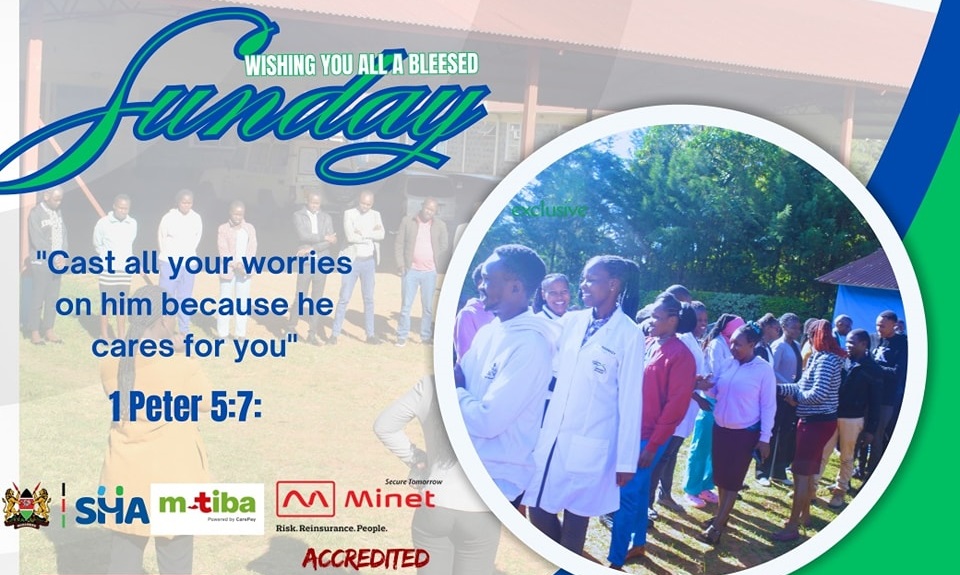 WISHING YOU ALL A BLEESED
Sunday
exclusive
"Cast all your worries
on him because he
cares for you"
1 Peter 5:7:
SHA
m-tiba
Powered by CarePay
Secure Tomorrow
Minet
Risk. Reinsurance. People.
ACCREDITED